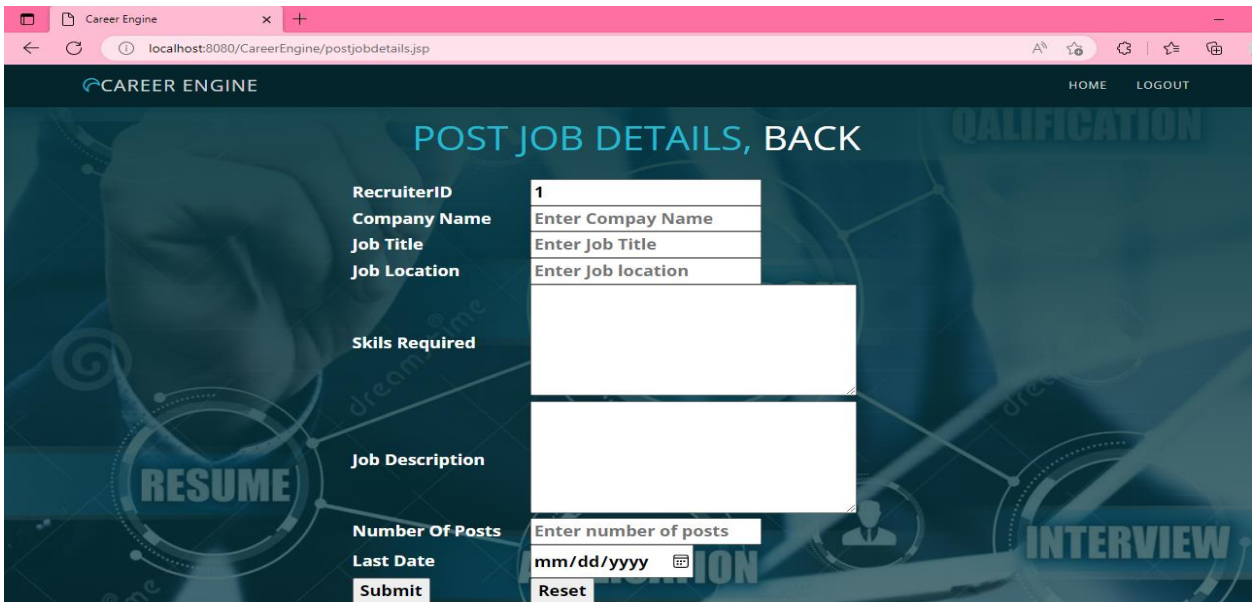 Career Engine
localhost:8080/CareerEngine/postjobdetails.jsp
CAREER ENGINE
HOME LOGOUT
QALIFICATION
POST JOB DETAILS, BACK
RecruiterID 1
Company Name Enter Compay Name
Job Title Enter Job Title
Job Location Enter Job location
Skils Required
dreamstime
Job Description
RESUME
Number Of Posts Enter number of posts
INTERVIEW
Last Date mm/dd/yyyy
Submit Reset